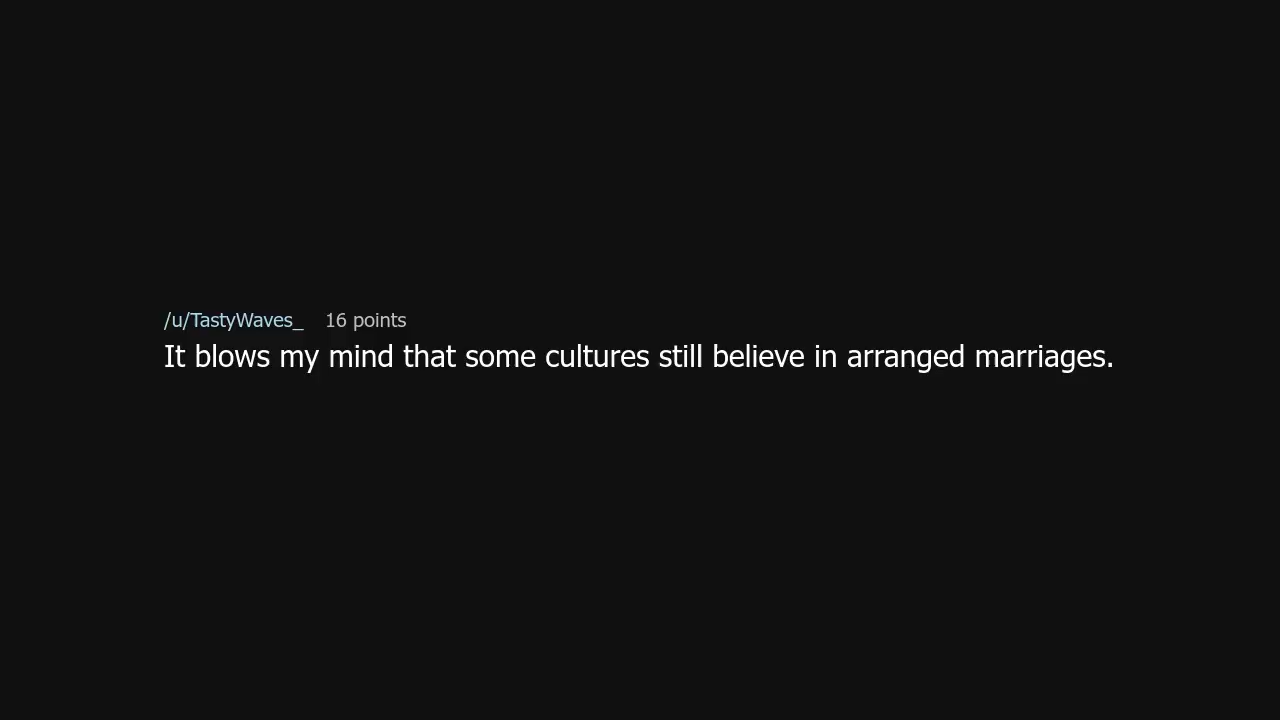 /u/TastyWaves_ 16 points
It blows my mind that some cultures still believe in arranged marriages.